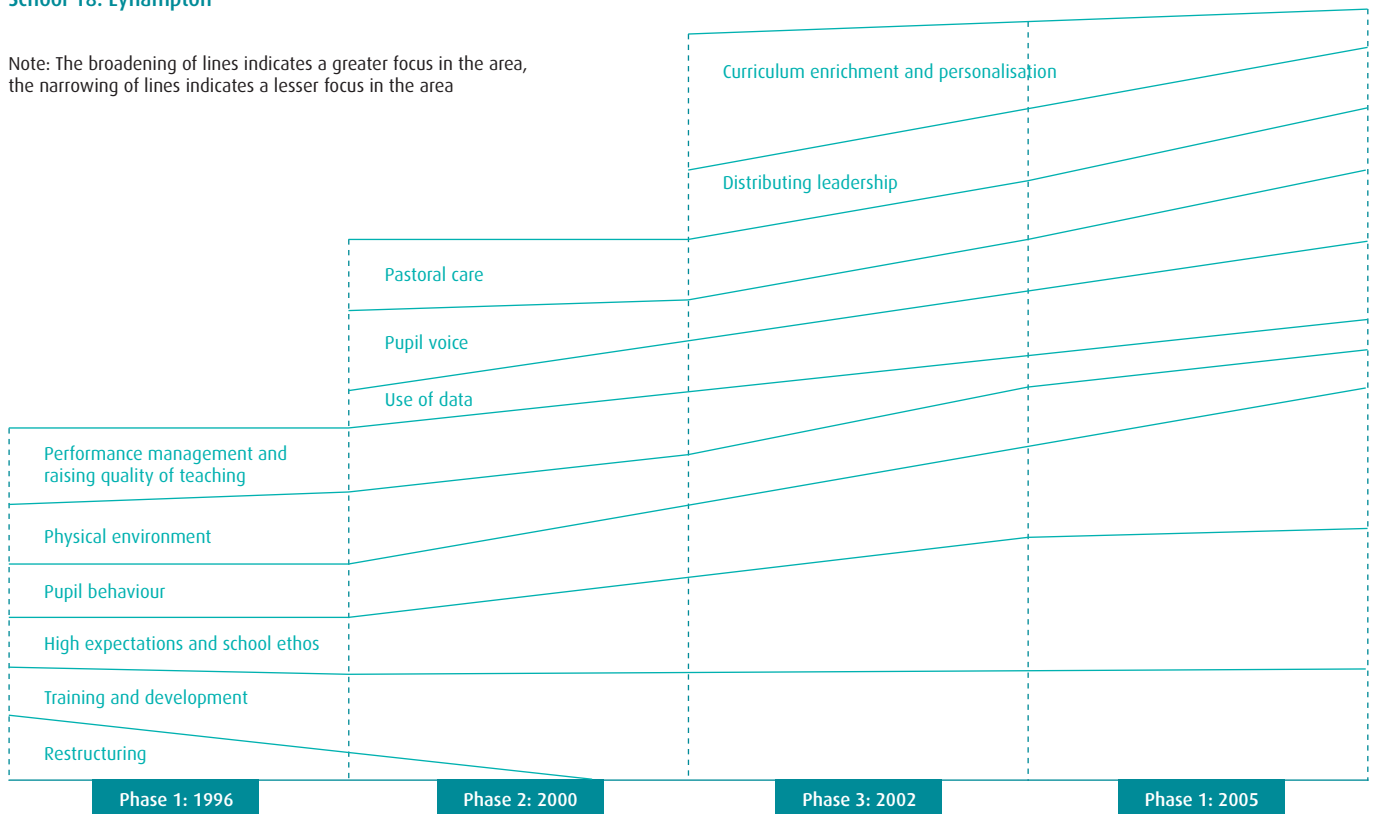 Note: The broadening of lines indicates a greater focus in the area,
the narrowing of lines indicates a lesser focus in the area
Curriculum enrichment and personalisation
Distributing leadership
Pastoral care
Pupil voice
Use of data
Performance management and
raising quality of teaching
Physical environment
Pupil behaviour
High expectations and school ethos
Training and development
Restructuring
Phase 1: 1996
Phase 2: 2000
Phase 3: 2002
Phase 1: 2005